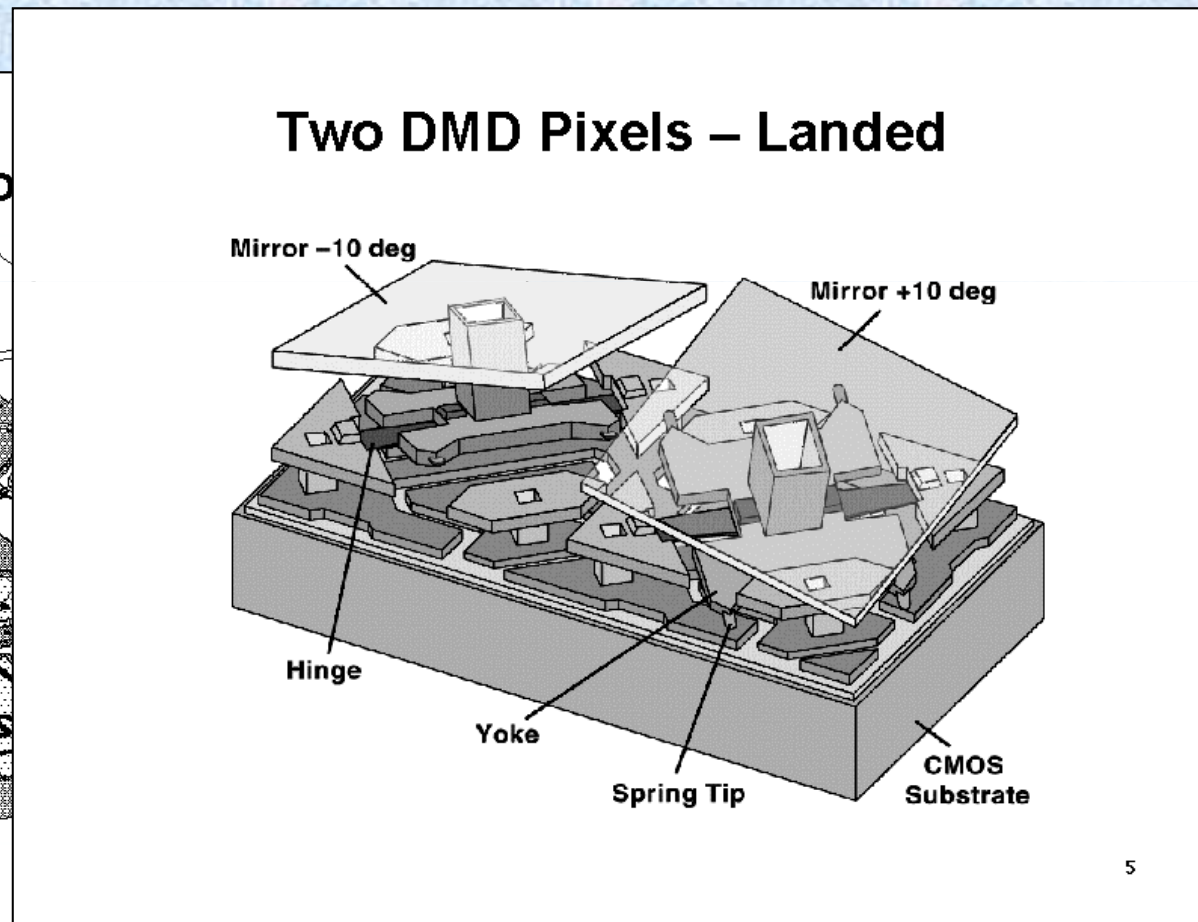 Two DMD Pixels – Landed
Mirror –10 deg
Mirror +10 deg
Hinge
Yoke
Spring Tip
CMOS
Substrate
5